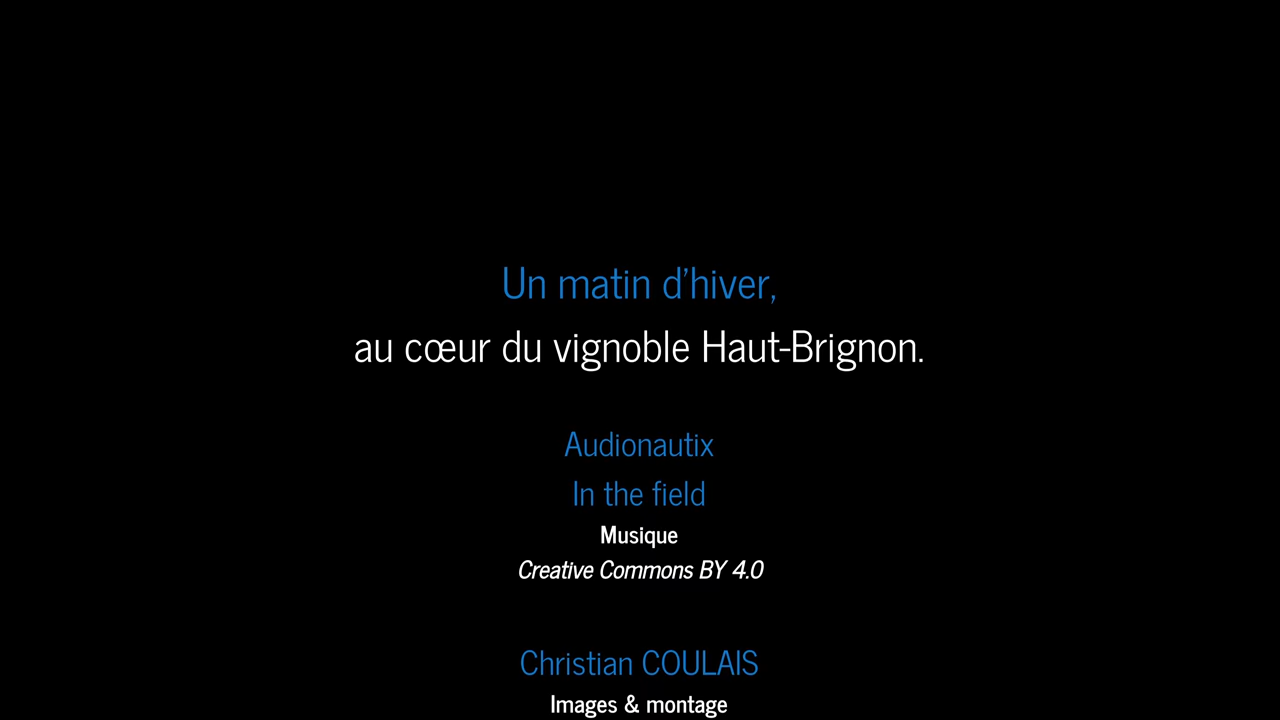 Un matin d’hiver,
au cœur du vignoble Haut-Brignon.
Audionautix
In the field
Musique
Creative Commons BY 4.0
Christian COULAIS
Images & montage